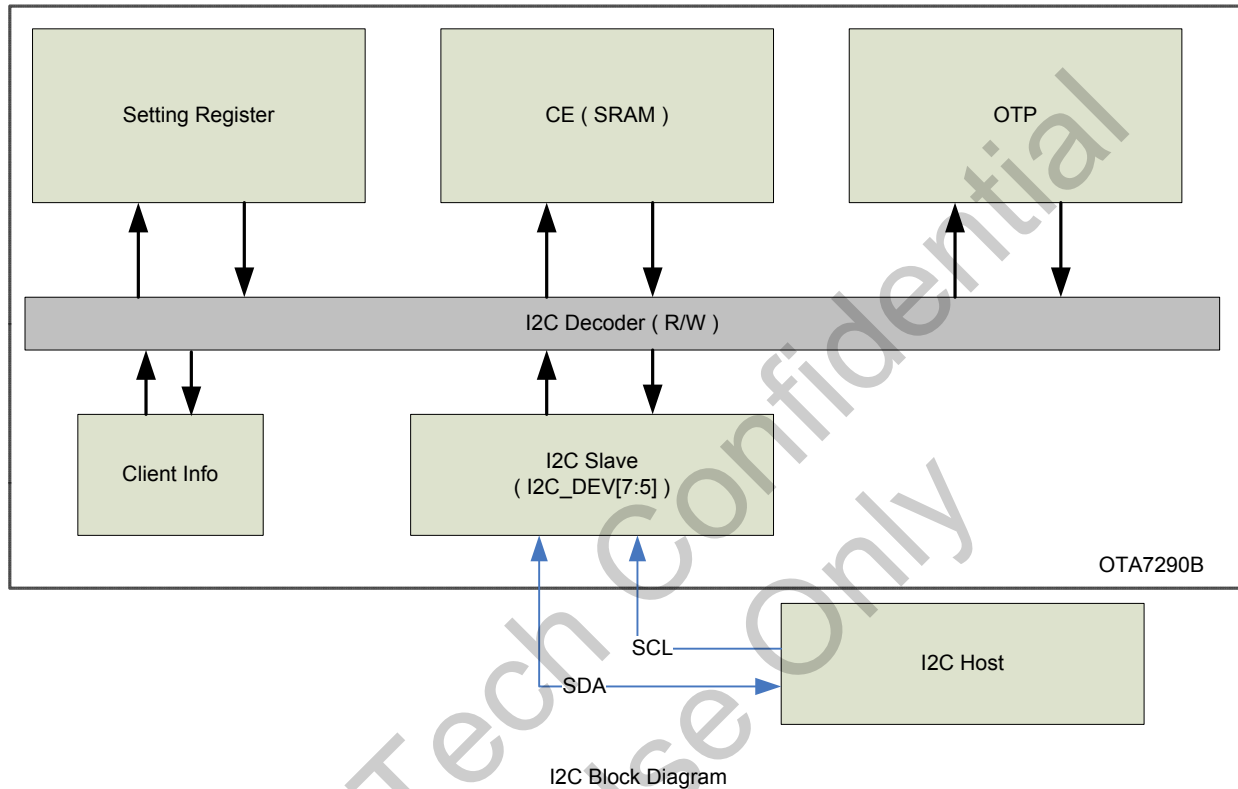 Setting Register
CE ( SRAM )
OTP
I2C Decoder ( R/W )
Client Info
I2C Slave
( I2C_DEV[7:5] )
OTA7290B
SCL
I2C Host
SDA
I2C Block Diagram
Tech Confidential
Use Only